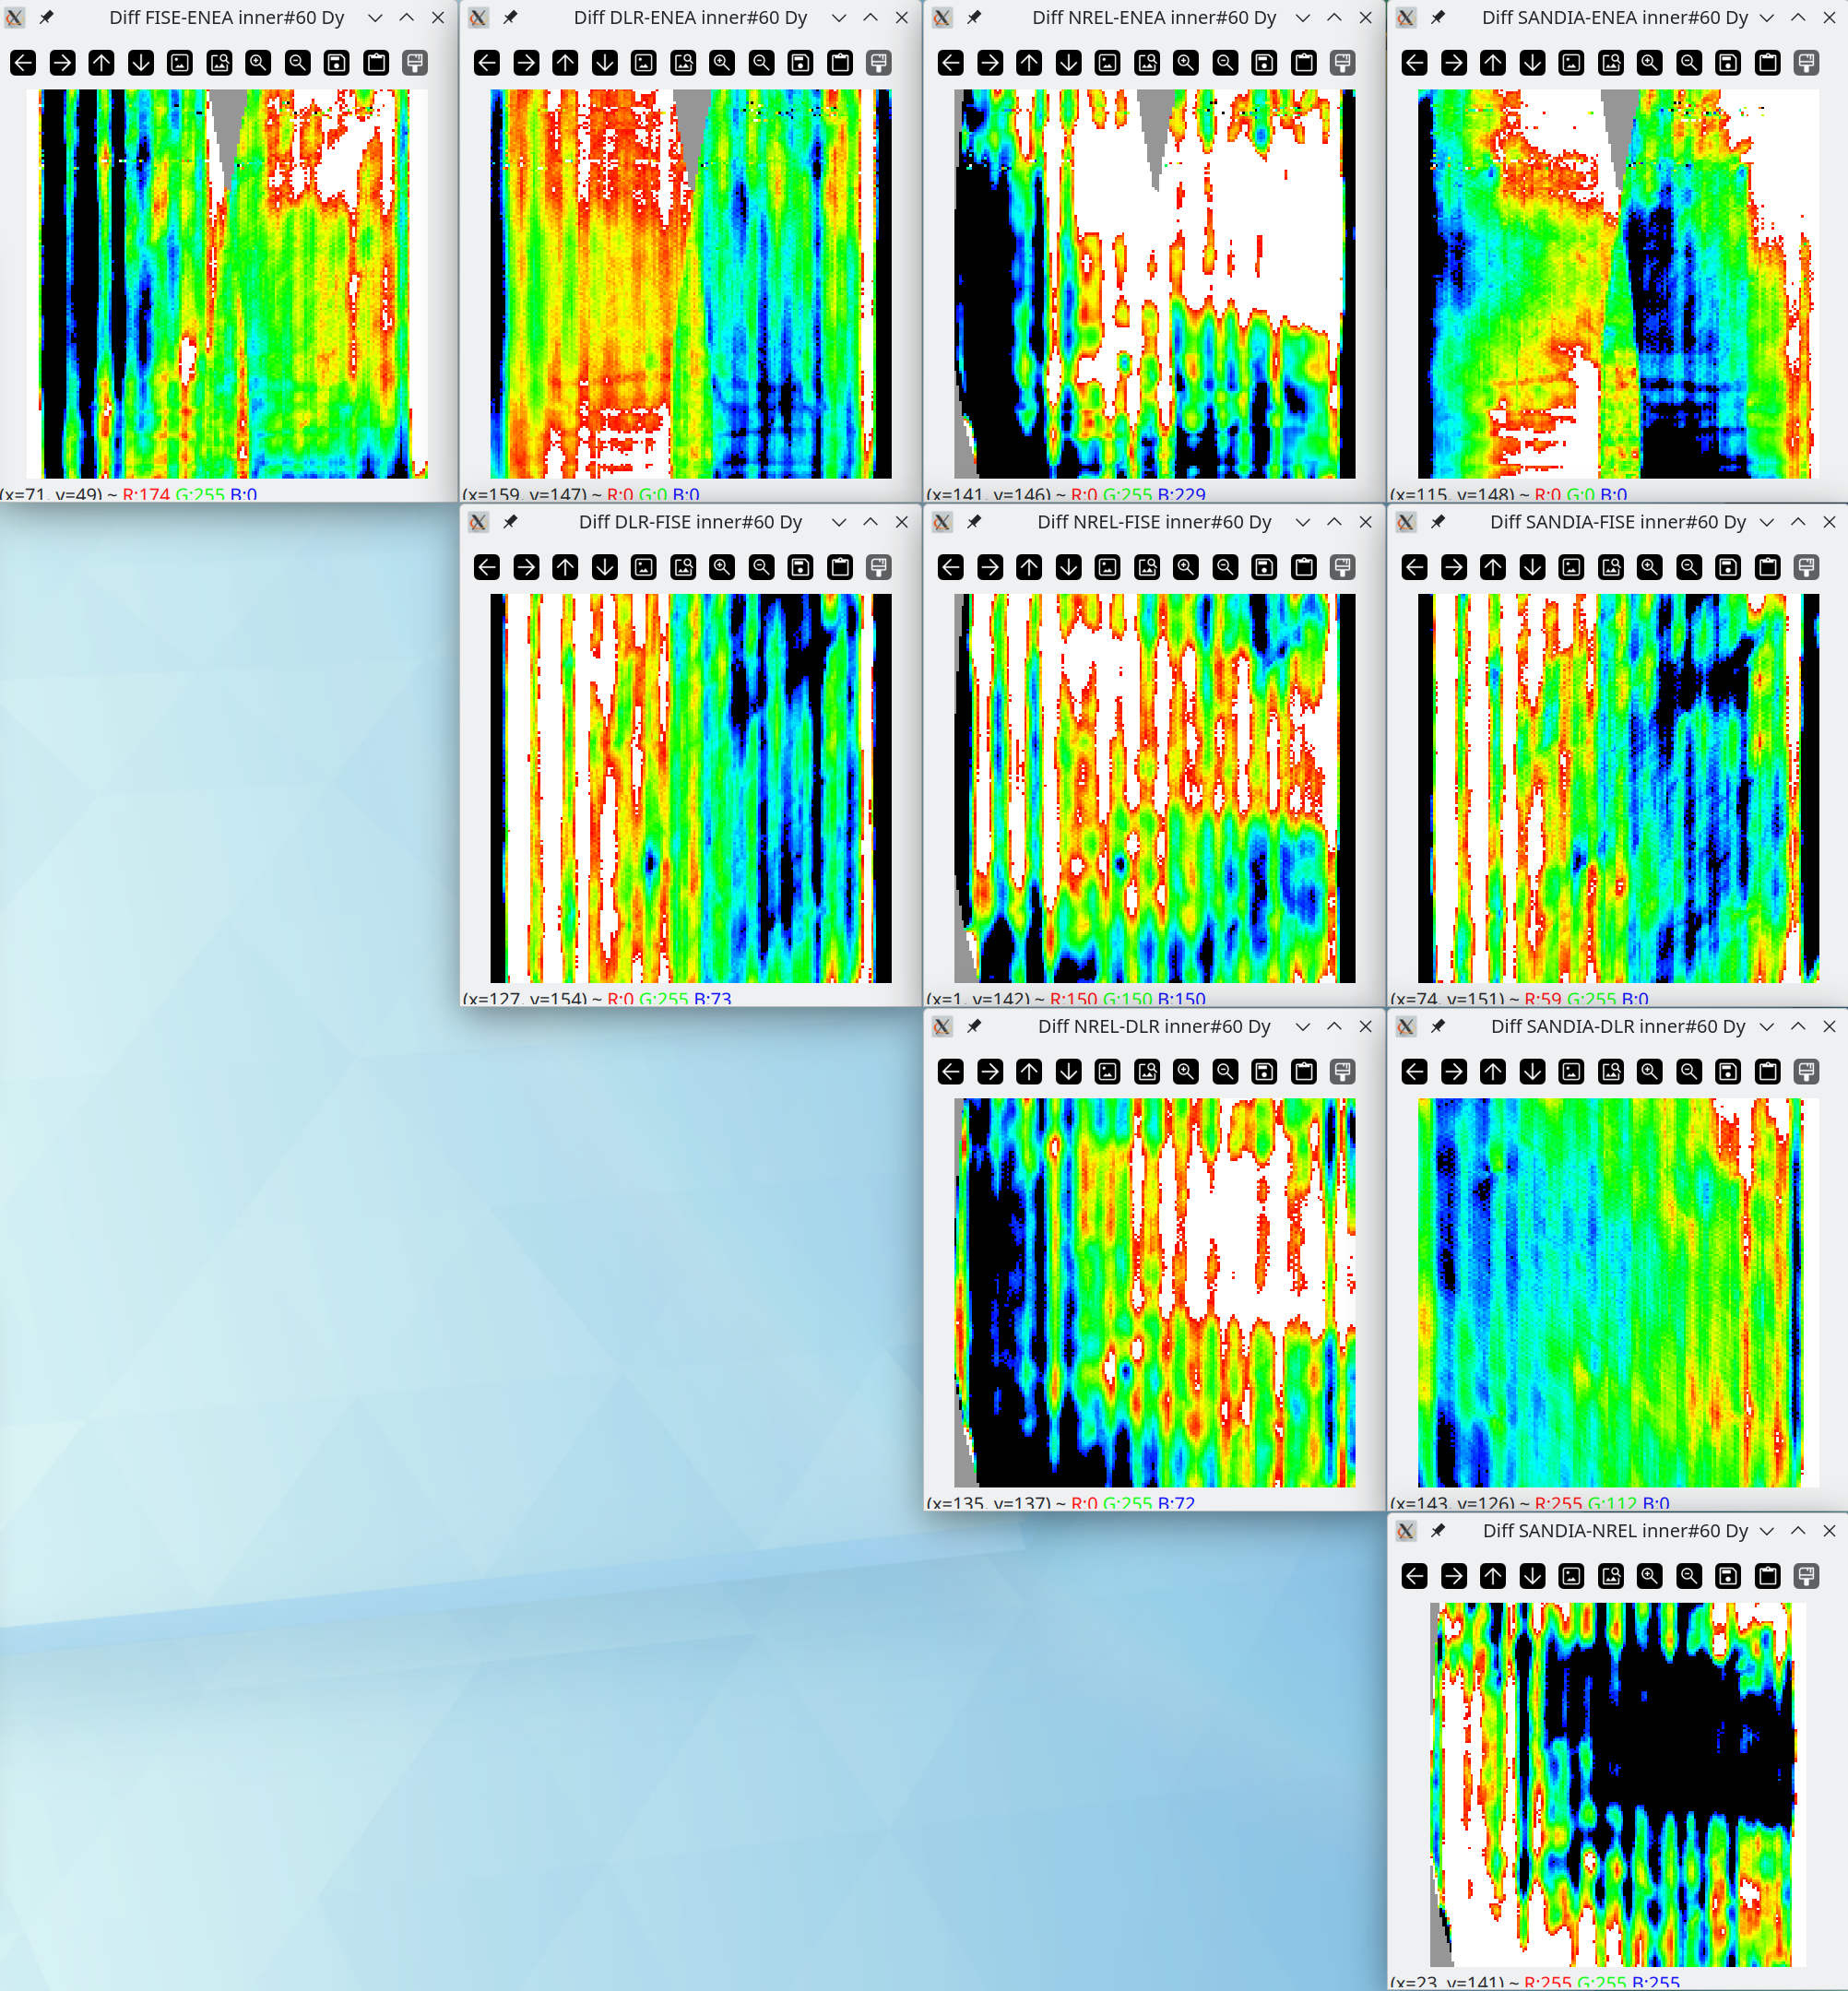 Diff FISE-ENEA inner#60 Dy
Diff DLR-ENEA inner#60 Dy
Diff NREL-ENEA inner#60 Dy
Diff SANDIA-ENEA inner#60 Dy
(x=71, y=49) ~ R:174 G:255 B:0
(x=159, y=147) ~ R:0 G:0 B:0
(x=141, y=146) ~ R:0 G:255 B:229
(x=115, y=148) ~ R:0 G:0 B:0
Diff DLR-FISE inner#60 Dy
Diff NREL-FISE inner#60 Dy
Diff SANDIA-FISE inner#60 Dy
(x=127, y=154) ~ R:0 G:255 B:73
(x=1, y=142) ~ R:150 G:150 B:150
(x=74, y=151) ~ R:59 G:255 B:0
Diff NREL-DLR inner#60 Dy
Diff SANDIA-DLR inner#60 Dy
(x=135, y=137) ~ R:0 G:255 B:72
(x=143, y=126) ~ R:255 G:112 B:0
Diff SANDIA-NREL inner#60 Dy
(x=23, y=141) ~ R:255 G:255 B:255